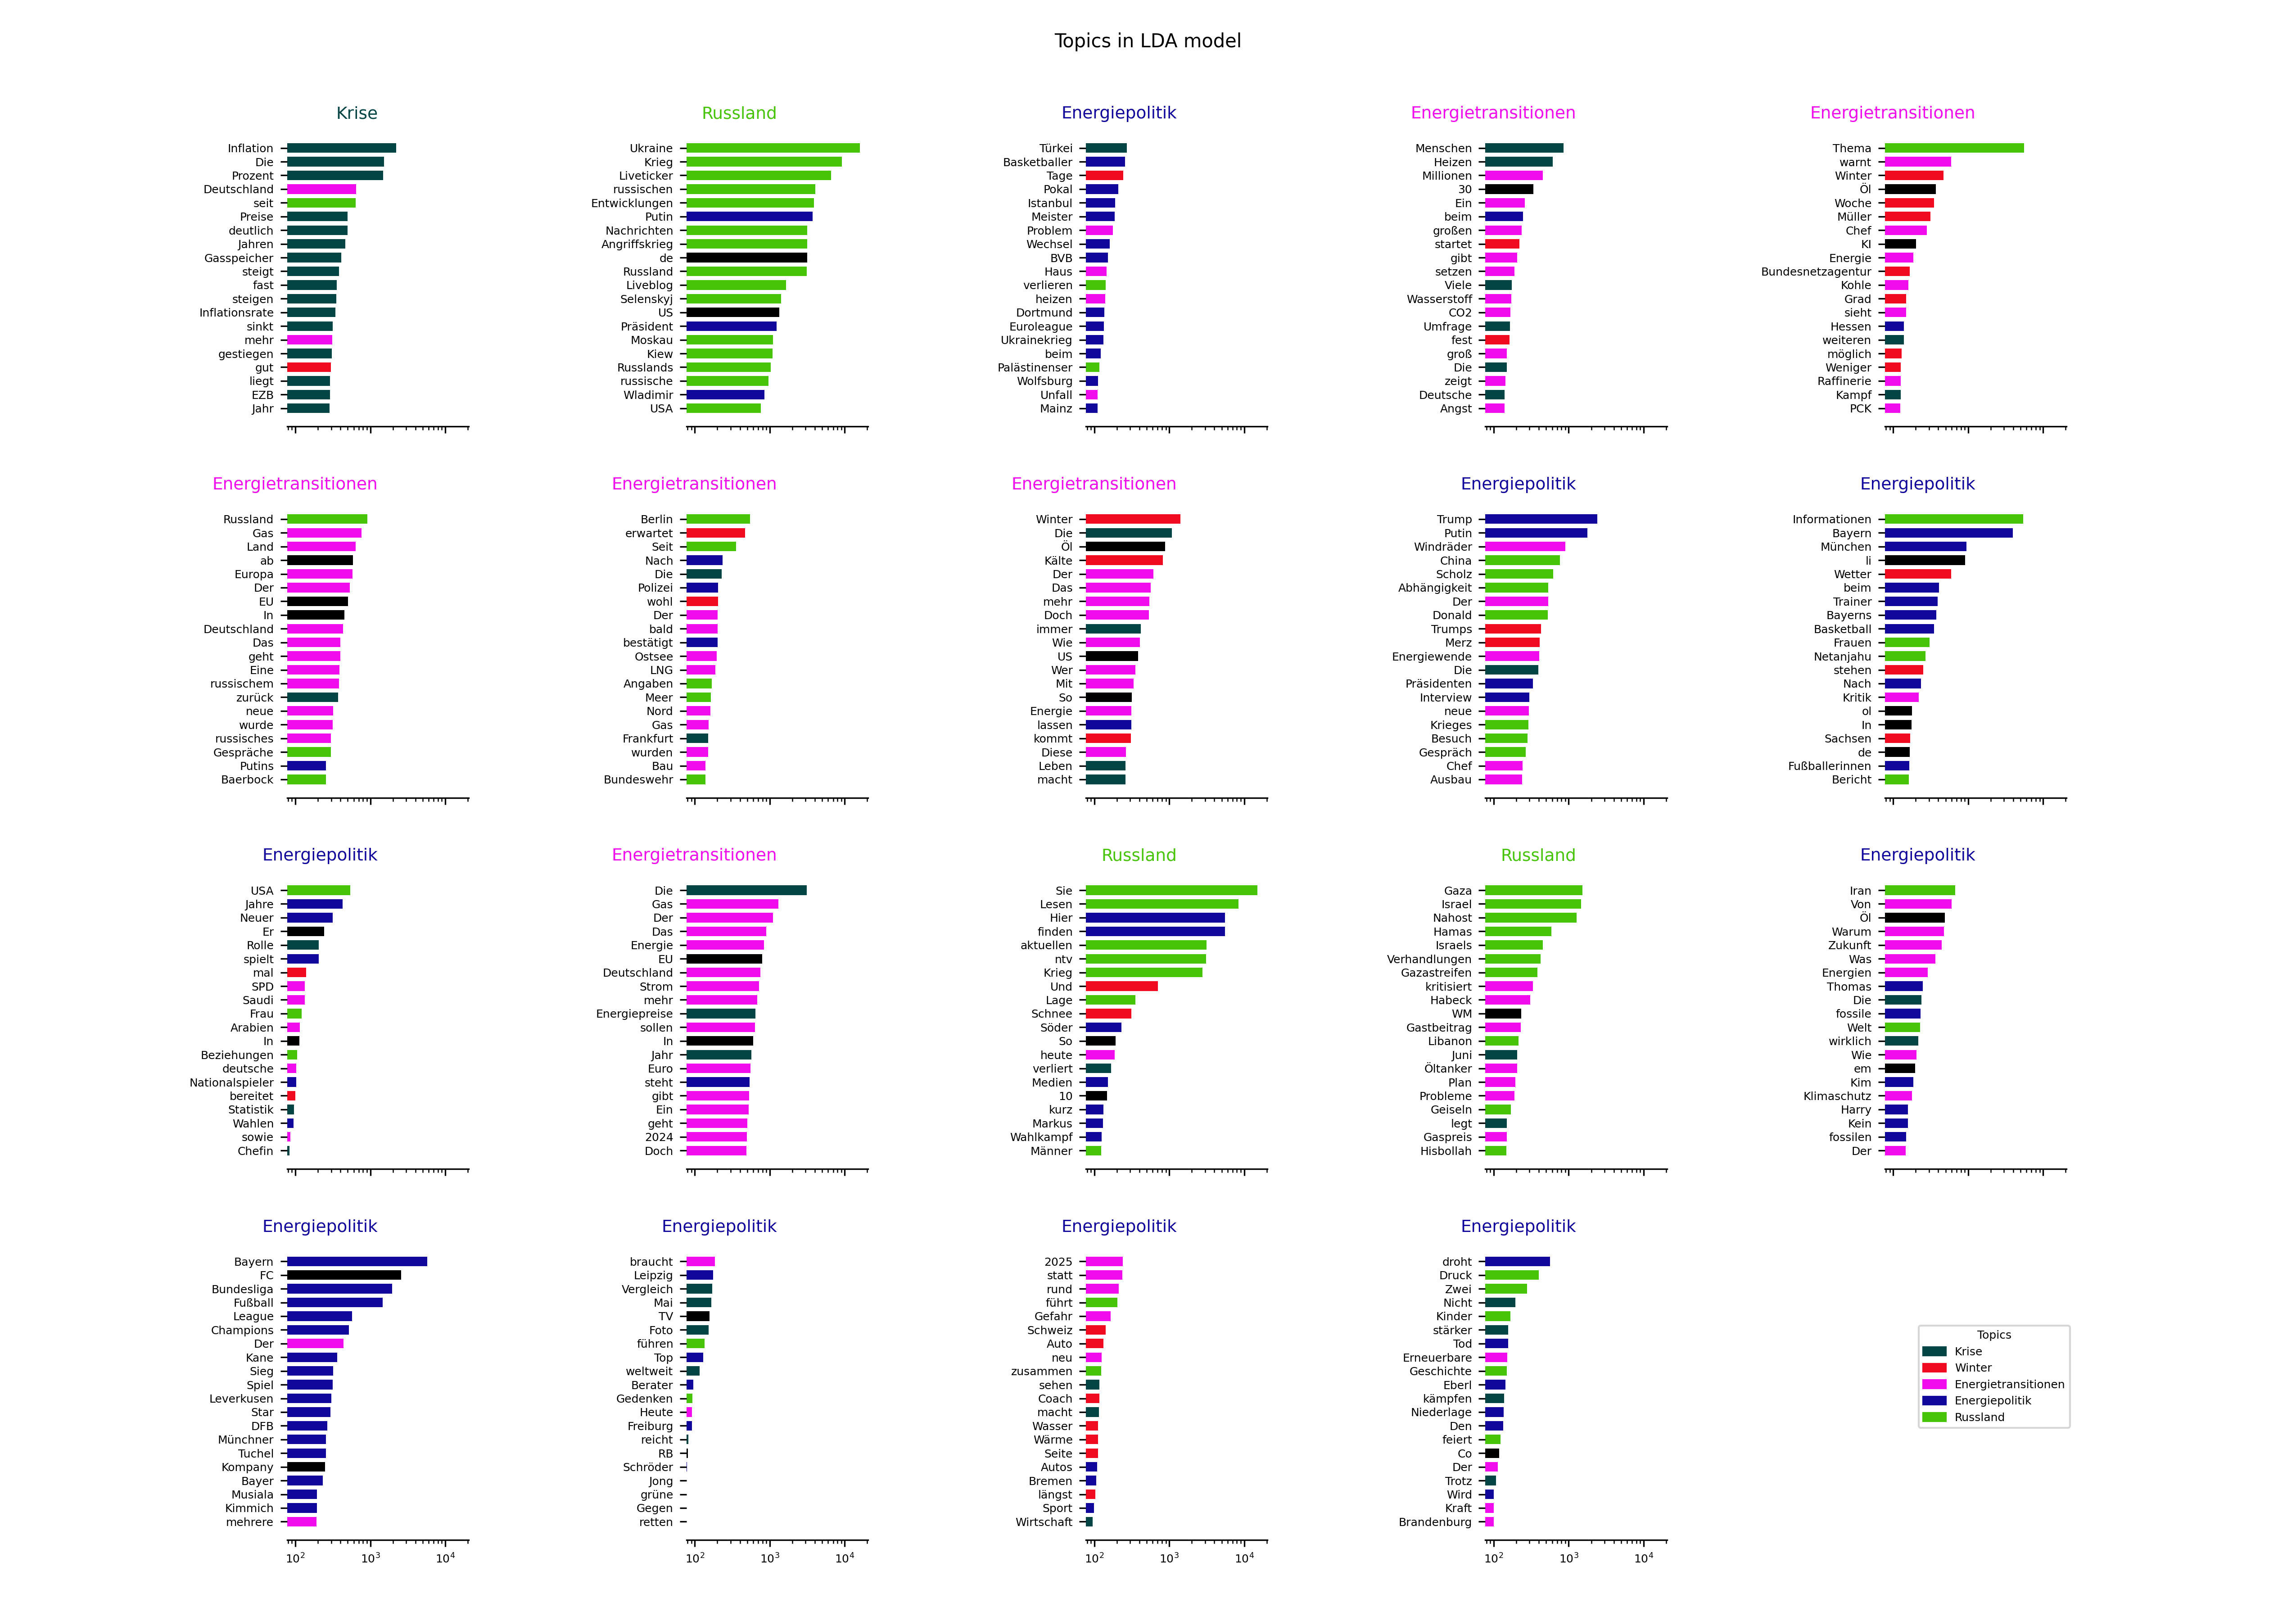 Topics in LDA model
Krise
Inflation
Die
Prozent
Deutschland
seit
Preise
deutlich
Jahren
Gasspeicher
steigt
fast
steigen
Inflationsrate
sinkt
mehr
gestiegen
gut
liegt
EZB
Jahr
Russland
Ukraine
Krieg
Liveticker
russischen
Entwicklungen
Putin
Nachrichten
Angriffskrieg
de
Russland
Liveblog
Selenskyj
US
Präsident
Moskau
Kiew
Russlands
russische
Wladimir
USA
Energiepolitik
Türkei
Basketballer
Tage
Pokal
Istanbul
Meister
Problem
Wechsel
BVB
Haus
verlieren
heizen
Dortmund
Euroleague
Ukrainekrieg
beim
Palästinenser
Wolfsburg
Unfall
Mainz
Energietransitionen
Menschen
Heizen
Millionen
30
Ein
beim
großen
startet
gibt
setzen
Viele
Wasserstoff
CO2
Umfrage
fest
groß
Die
zeigt
Deutsche
Angst
Energietransitionen
Thema
warnt
Winter
Öl
Woche
Müller
Chef
KI
Energie
Bundesnetzagentur
Kohle
Grad
sieht
Hessen
weiteren
möglich
Weniger
Raffinerie
Kampf
PCK
Energietransitionen
Russland
Gas
Land
ab
Europa
Der
EU
In
Deutschland
Das
geht
Eine
russischem
zurück
neue
wurde
russisches
Gespräche
Putins
Baerbock
Energietransitionen
Berlin
erwartet
Seit
Nach
Die
Polizei
wohl
Der
bald
bestätigt
Ostsee
LNG
Angaben
Meer
Nord
Gas
Frankfurt
wurden
Bau
Bundeswehr
Energietransitionen
Winter
Die
Öl
Kälte
Der
Das
mehr
Doch
immer
Wie
US
Wer
Mit
So
Energie
lassen
kommt
Diese
Leben
macht
Energiepolitik
Trump
Putin
Windräder
China
Scholz
Abhängigkeit
Der
Donald
Trumps
Merz
Energiewende
Die
Präsidenten
Interview
neue
Krieges
Besuch
Gespräch
Chef
Ausbau
Energiepolitik
Informationen
Bayern
München
li
Wetter
beim
Trainer
Bayerns
Basketball
Frauen
Netanjahu
stehen
Nach
Kritik
ol
In
Sachsen
de
Fußballerinnen
Bericht
Energiepolitik
USA
Jahre
Neuer
Er
Rolle
spielt
mal
SPD
Saudi
Frau
Arabien
In
Beziehungen
deutsche
Nationalspieler
bereitet
Statistik
Wahlen
sowie
Chefin
Energietransitionen
Die
Gas
Der
Das
Energie
EU
Deutschland
Strom
mehr
Energiepreise
sollen
In
Jahr
Euro
steht
gibt
Ein
geht
2024
Doch
Russland
Sie
Lesen
Hier
finden
aktuellen
ntv
Krieg
Und
Lage
Schnee
Söder
So
heute
verliert
Medien
10
kurz
Markus
Wahlkampf
Männer
Russland
Gaza
Israel
Nahost
Hamas
Israels
Verhandlungen
Gazastreifen
kritisiert
Habeck
WM
Gastbeitrag
Libanon
Juni
Öltanker
Plan
Probleme
Geiseln
legt
Gaspreis
Hisbollah
Energiepolitik
Iran
Von
Öl
Warum
Zukunft
Was
Energien
Thomas
Die
fossile
Welt
wirklich
Wie
em
Kim
Klimaschutz
Harry
Kein
fossilen
Der
Energiepolitik
Bayern
FC
Bundesliga
Fußball
League
Champions
Der
Kane
Sieg
Spiel
Leverkusen
Star
DFB
Münchner
Tuchel
Kompany
Bayer
Musiala
Kimmich
mehrere
10² 10³ 10⁴
Energiepolitik
braucht
Leipzig
Vergleich
Mai
TV
Foto
führen
Top
weltweit
Berater
Gedenken
Heute
Freiburg
reicht
RB
Schröder
Jong
grüne
Gegen
retten
10² 10³ 10⁴
Energiepolitik
2025
statt
rund
führt
Gefahr
Schweiz
Auto
neu
zusammen
sehen
Coach
macht
Wasser
Wärme
Seite
Autos
Bremen
längst
Sport
Wirtschaft
10² 10³ 10⁴
Energiepolitik
droht
Druck
Zwei
Nicht
Kinder
stärker
Tod
Erneuerbare
Geschichte
Eberl
kämpfen
Niederlage
Den
feiert
Co
Der
Trotz
Wird
Kraft
Brandenburg
10² 10³ 10⁴
Topics
Krise
Winter
Energietransitionen
Energiepolitik
Russland